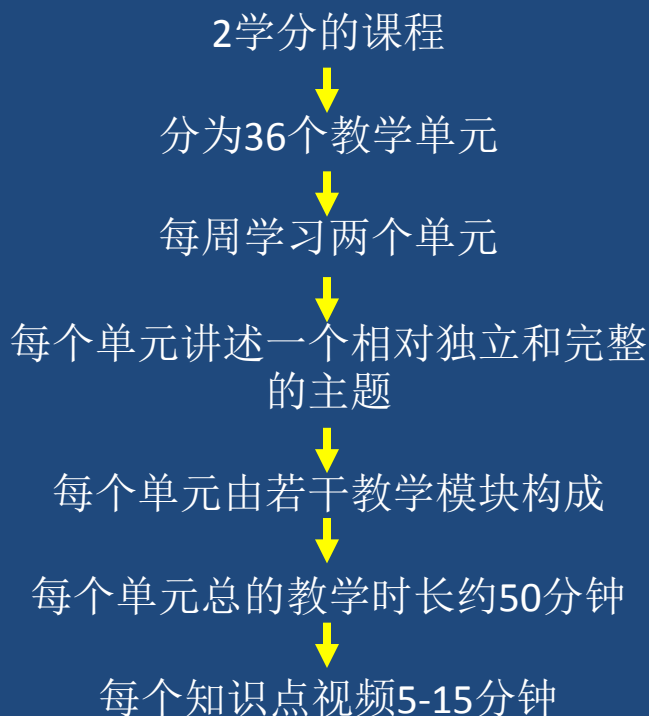 2学分的课程
分为36个教学单元
每周学习两个单元
每个单元讲述一个相对独立和完整
的主题
每个单元由若干教学模块构成
每个单元总的教学时长约50分钟
每个知识点视频5-15分钟